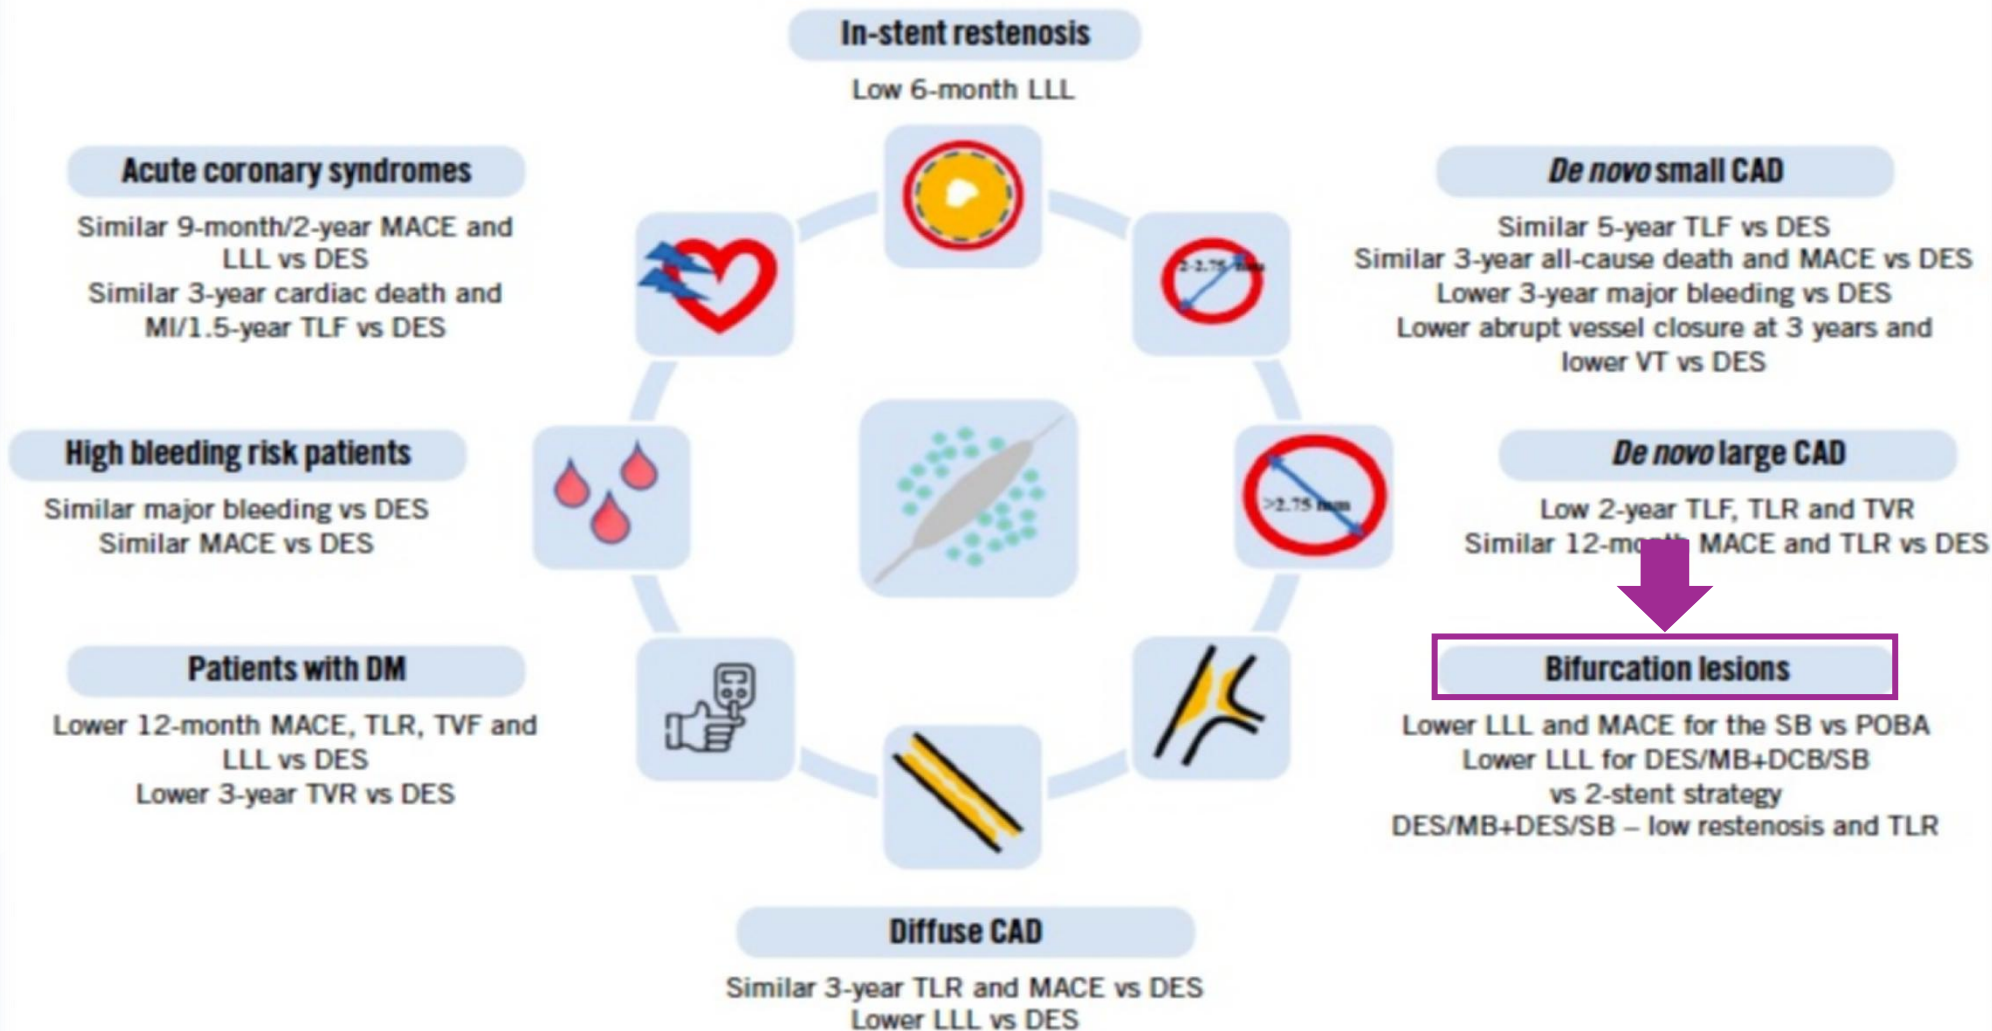 In-stent restenosis
Low 6-month LLL
Acute coronary syndromes
Similar 9-month/2-year MACE and
LLL vs DES
Similar 3-year cardiac death and
MI/1.5-year TLF vs DES
De novo small CAD
Similar 5-year TLF vs DES
Similar 3-year all-cause death and MACE vs DES
Lower 3-year major bleeding vs DES
Lower abrupt vessel closure at 3 years and
lower VT vs DES
2-2.75 mm
High bleeding risk patients
Similar major bleeding vs DES
Similar MACE vs DES
>2.75 mm
De novo large CAD
Low 2-year TLF, TLR and TVR
Similar 12-month MACE and TLR vs DES
Patients with DM
Lower 12-month MACE, TLR, TVF and
LLL vs DES
Lower 3-year TVR vs DES
Bifurcation lesions
Lower LLL and MACE for the SB vs POBA
Lower LLL for DES/MB+DCB/SB
vs 2-stent strategy
DES/MB+DES/SB – low restenosis and TLR
Diffuse CAD
Similar 3-year TLR and MACE vs DES
Lower LLL vs DES